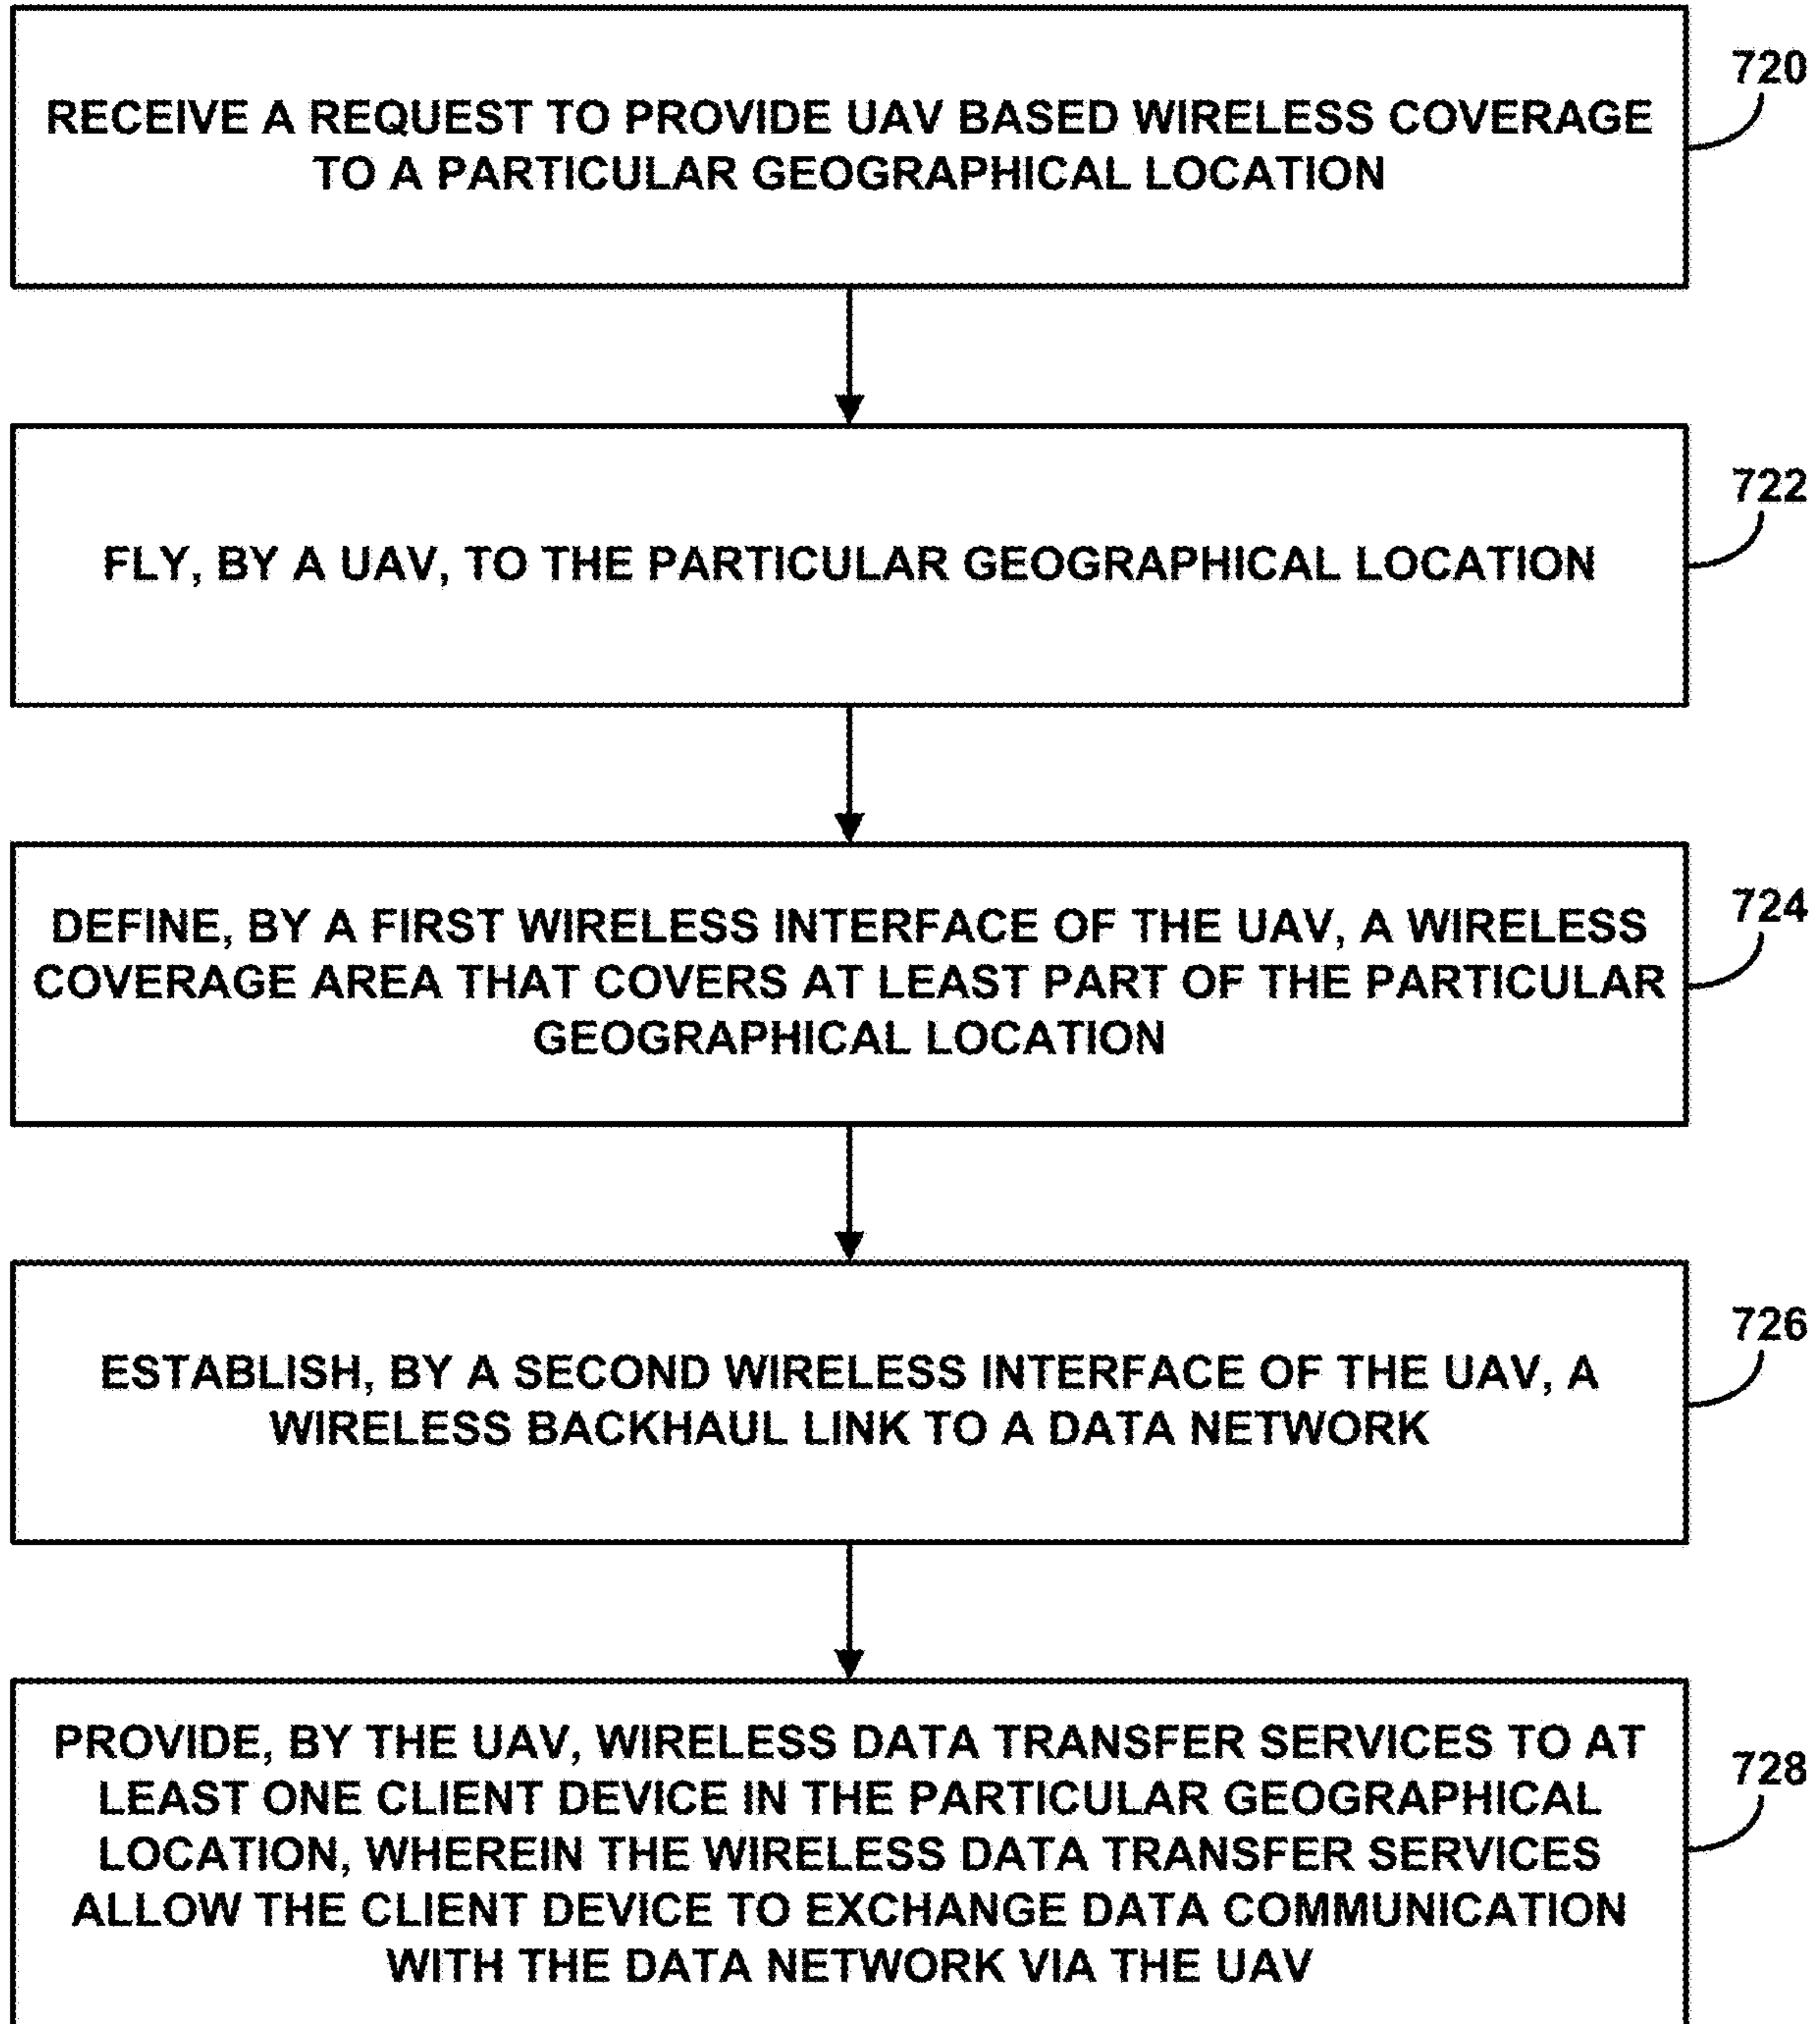 RECEIVE A REQUEST TO PROVIDE UAV BASED WIRELESS COVERAGE
TO A PARTICULAR GEOGRAPHICAL LOCATION
720
FLY, BY A UAV, TO THE PARTICULAR GEOGRAPHICAL LOCATION
722
DEFINE, BY A FIRST WIRELESS INTERFACE OF THE UAV, A WIRELESS
COVERAGE AREA THAT COVERS AT LEAST PART OF THE PARTICULAR
GEOGRAPHICAL LOCATION
724
ESTABLISH, BY A SECOND WIRELESS INTERFACE OF THE UAV, A
WIRELESS BACKHAUL LINK TO A DATA NETWORK
726
PROVIDE, BY THE UAV, WIRELESS DATA TRANSFER SERVICES TO AT
LEAST ONE CLIENT DEVICE IN THE PARTICULAR GEOGRAPHICAL
LOCATION, WHEREIN THE WIRELESS DATA TRANSFER SERVICES
ALLOW THE CLIENT DEVICE TO EXCHANGE DATA COMMUNICATION
WITH THE DATA NETWORK VIA THE UAV
728